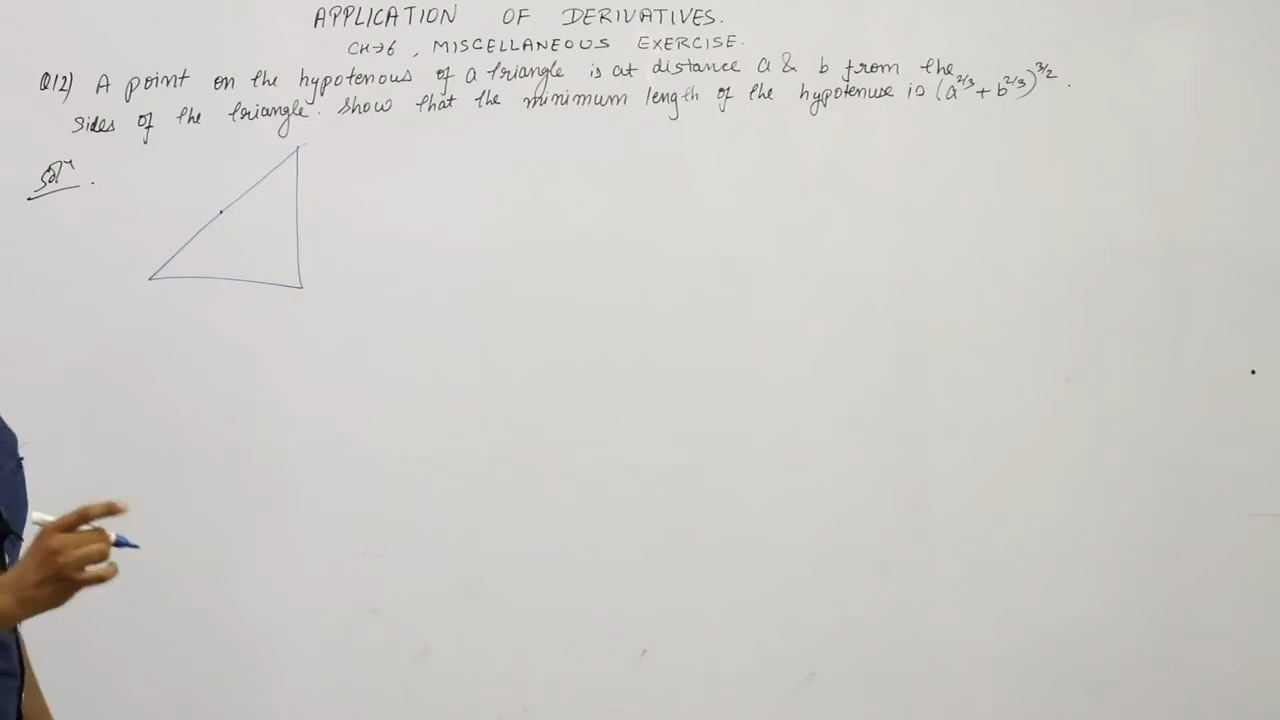 APPLICATION OF DERIVATIVES.
CH→6 , MISCELLANEOUS EXERCISE.
Q12) A point on the hypotenous of a triangle is at distance a & b from the
sides of the triangle. Show that the minimum length of the hypotenuse is (a^2/3 + b^2/3)^3/2 .
Solⁿ .